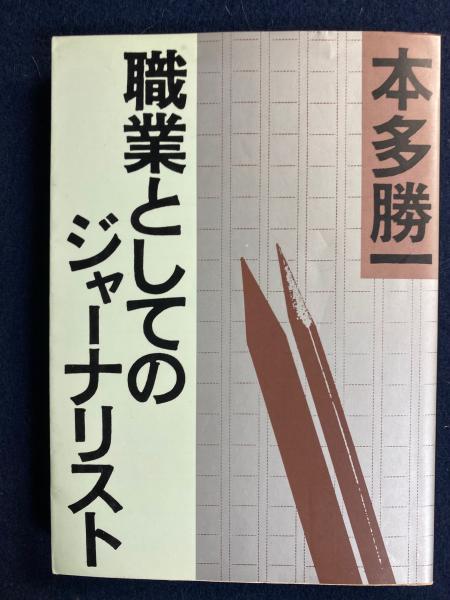 本多勝一
職業としての
ジャーナリスト